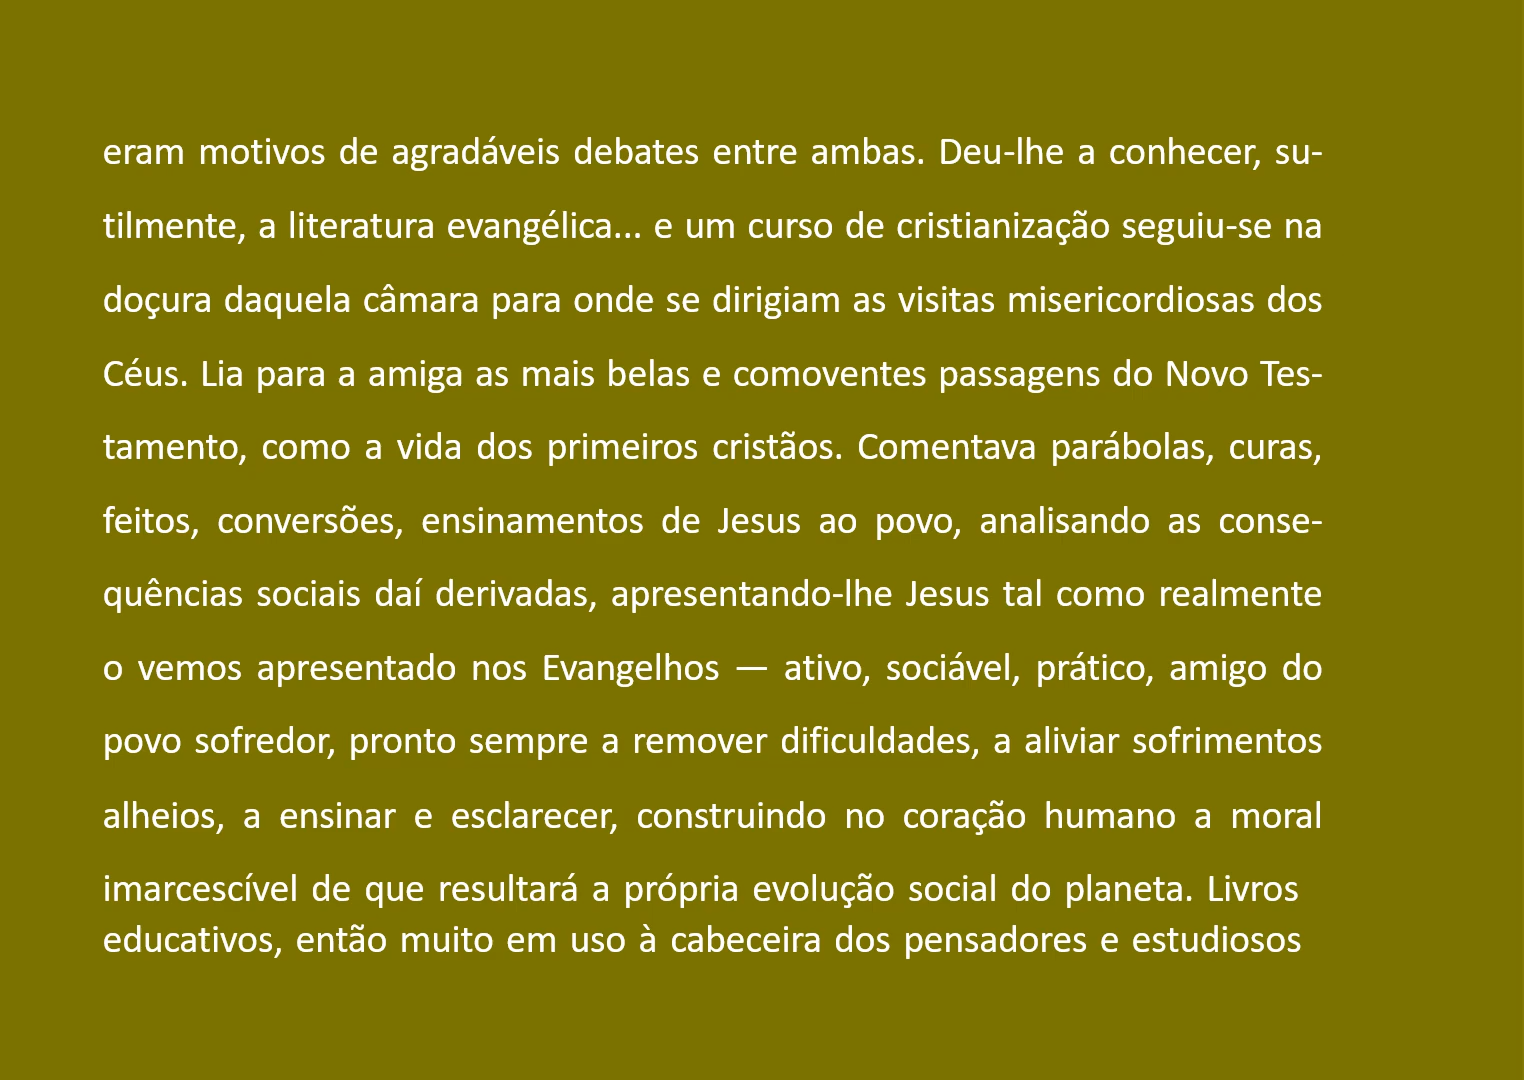 eram motivos de agradáveis debates entre ambas. Deu-lhe a conhecer, su-
tilmente, a literatura evangélica... e um curso de cristianização seguiu-se na
doçura daquela câmara para onde se dirigiam as visitas misericordiosas dos
Céus. Lia para a amiga as mais belas e comoventes passagens do Novo Tes-
tamento, como a vida dos primeiros cristãos. Comentava parábolas, curas,
feitos, conversões, ensinamentos de Jesus ao povo, analisando as conse-
quências sociais daí derivadas, apresentando-lhe Jesus tal como realmente
o vemos apresentado nos Evangelhos — ativo, sociável, prático, amigo do
povo sofredor, pronto sempre a remover dificuldades, a aliviar sofrimentos
alheios, a ensinar e esclarecer, construindo no coração humano a moral
imarcescível de que resultará a própria evolução social do planeta. Livros
educativos, então muito em uso à cabeceira dos pensadores e estudiosos